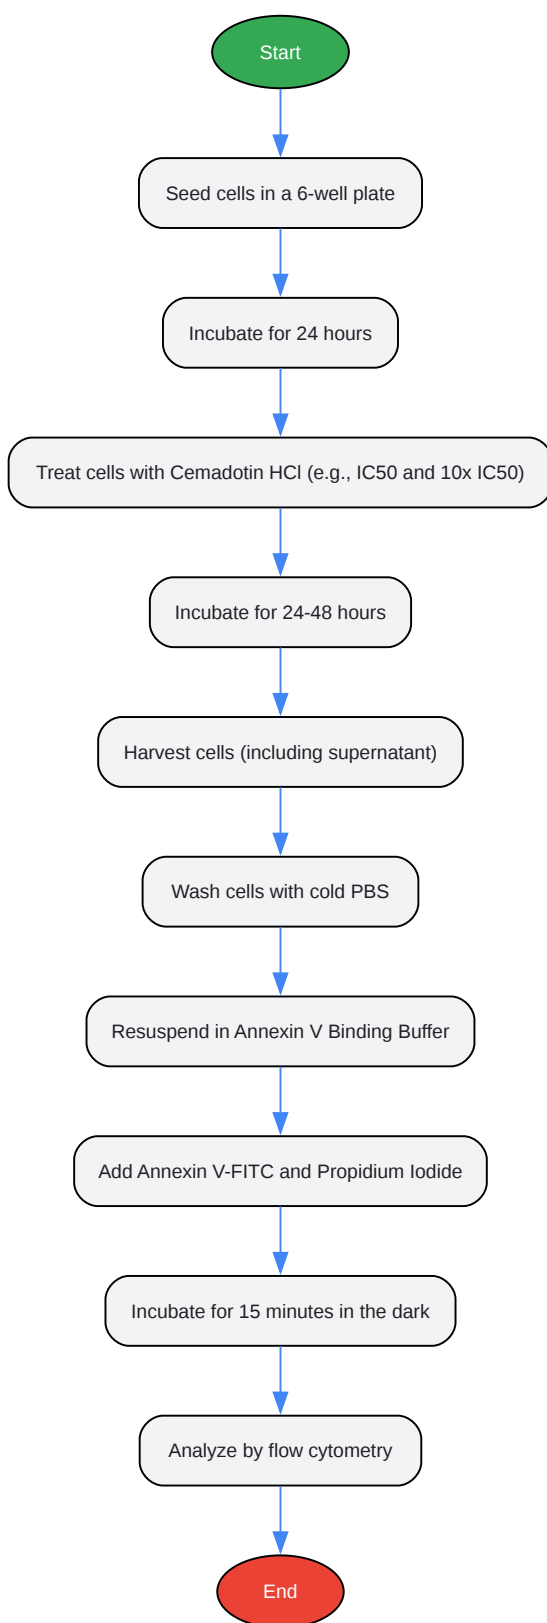 Start
Seed cells in a 6-well plate
Incubate for 24 hours
Treat cells with Cemadotin HCl (e.g., IC50 and 10x IC50)
Incubate for 24-48 hours
Harvest cells (including supernatant)
Wash cells with cold PBS
Resuspend in Annexin V Binding Buffer
Add Annexin V-FITC and Propidium Iodide
Incubate for 15 minutes in the dark
Analyze by flow cytometry
End